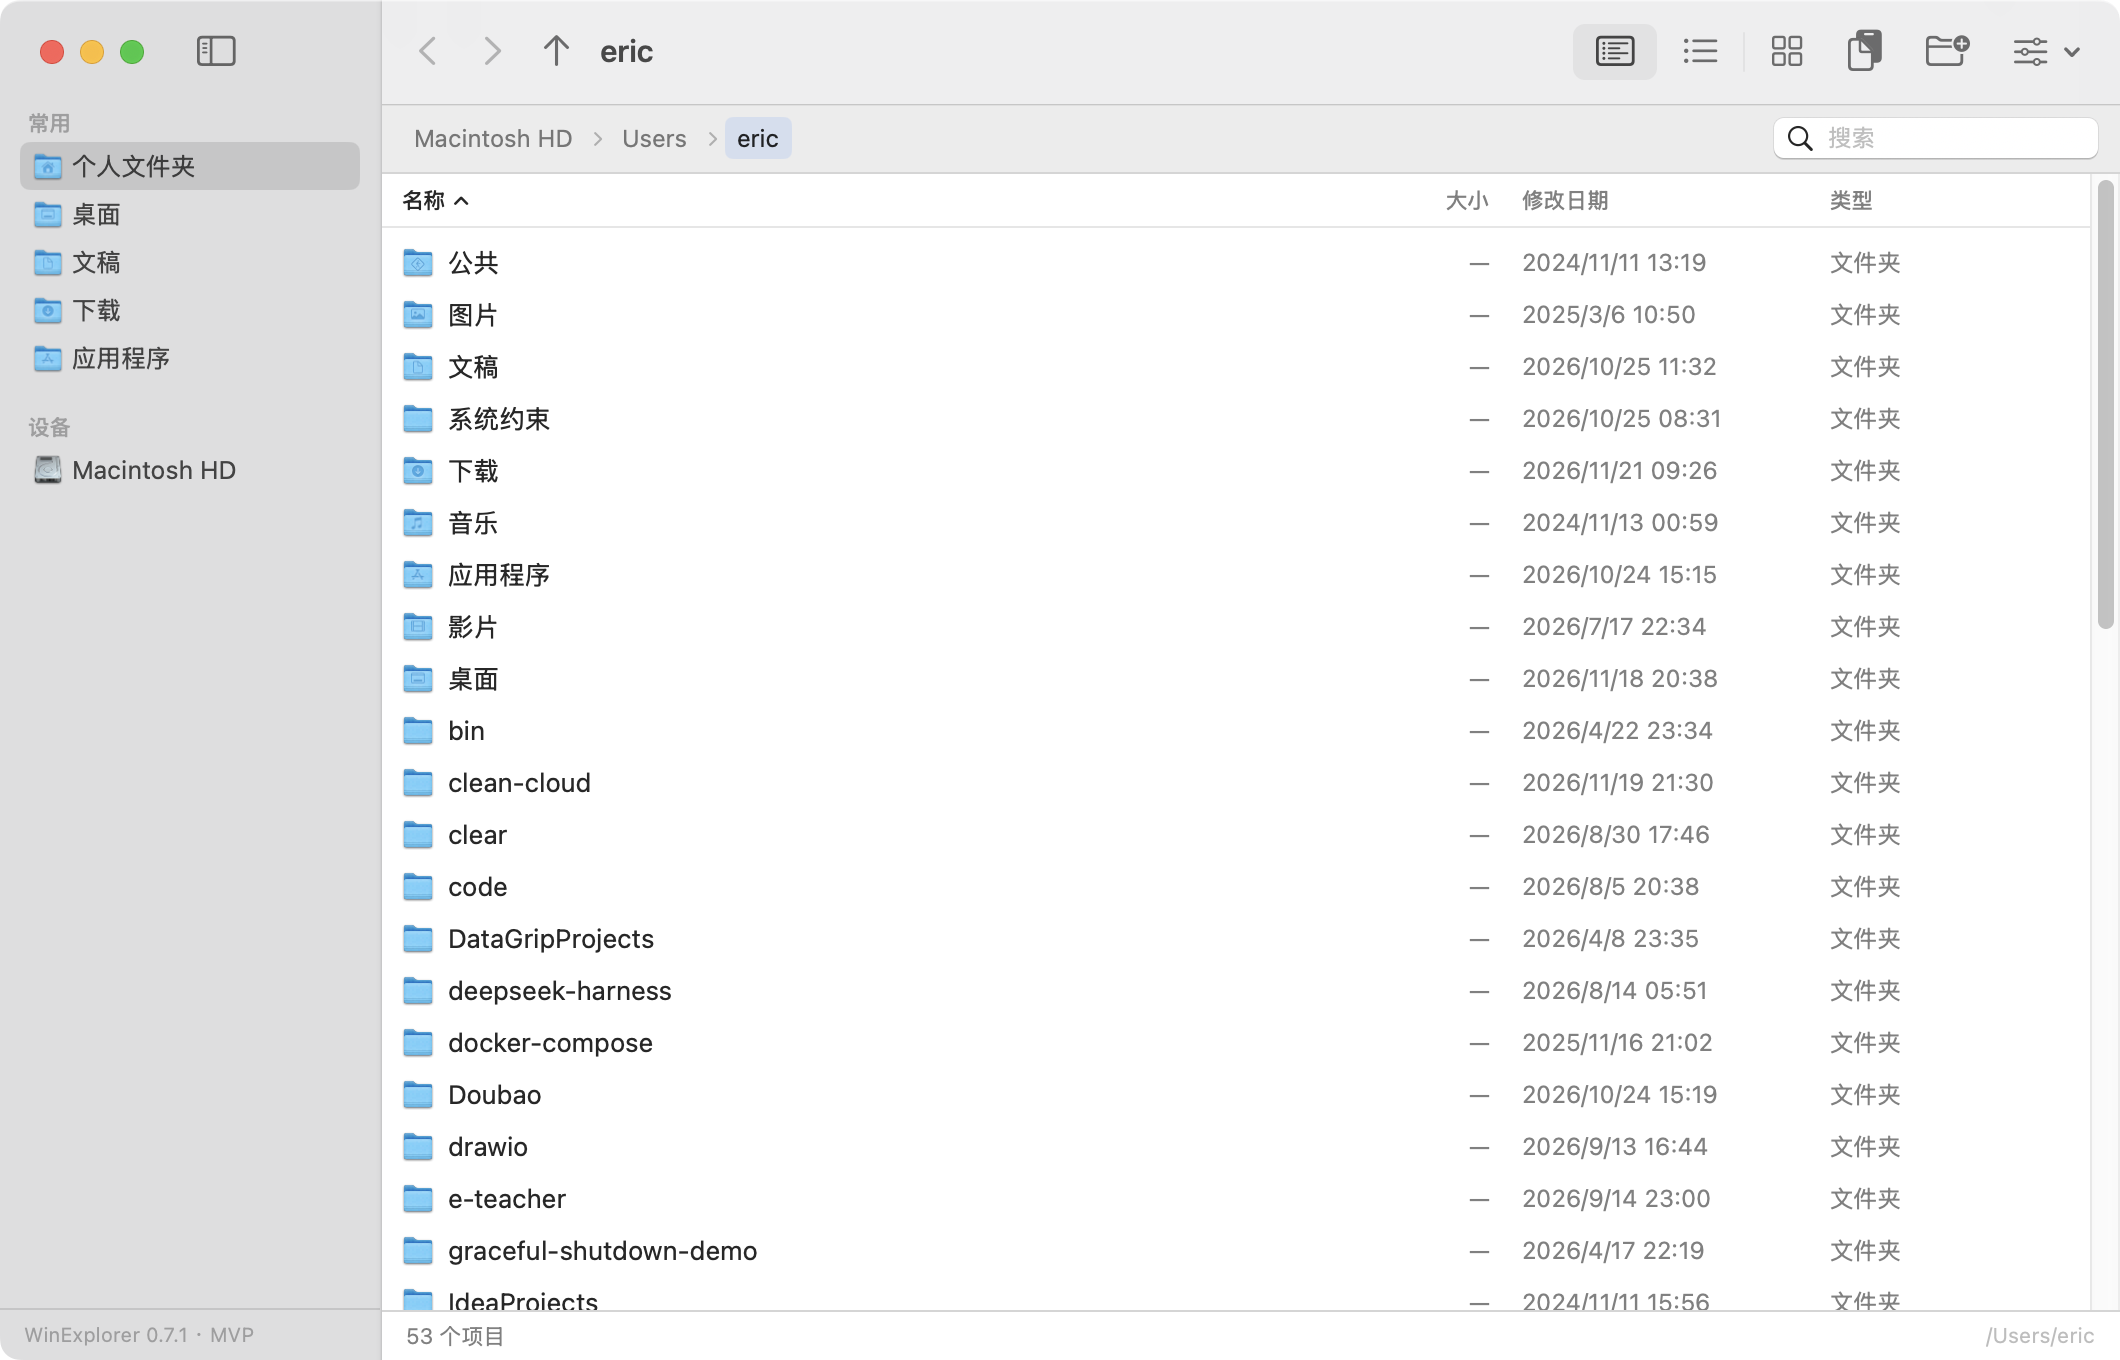 eric
常用
个人文件夹
桌面
文稿
下载
应用程序
设备
Macintosh HD
WinExplorer 0.7.1 · MVP
Macintosh HD › Users › eric
搜索
名称 大小 修改日期 类型
公共 — 2024/11/11 13:19 文件夹
图片 — 2025/3/6 10:50 文件夹
文稿 — 2026/10/25 11:32 文件夹
系统约束 — 2026/10/25 08:31 文件夹
下载 — 2026/11/21 09:26 文件夹
音乐 — 2024/11/13 00:59 文件夹
应用程序 — 2026/10/24 15:15 文件夹
影片 — 2026/7/17 22:34 文件夹
桌面 — 2026/11/18 20:38 文件夹
bin — 2026/4/22 23:34 文件夹
clean-cloud — 2026/11/19 21:30 文件夹
clear — 2026/8/30 17:46 文件夹
code — 2026/8/5 20:38 文件夹
DataGripProjects — 2026/4/8 23:35 文件夹
deepseek-harness — 2026/8/14 05:51 文件夹
docker-compose — 2025/11/16 21:02 文件夹
Doubao — 2026/10/24 15:19 文件夹
drawio — 2026/9/13 16:44 文件夹
e-teacher — 2026/9/14 23:00 文件夹
graceful-shutdown-demo — 2026/4/17 22:19 文件夹
IdeaProjects — 2024/11/11 15:56 文件夹
53 个项目 /Users/eric